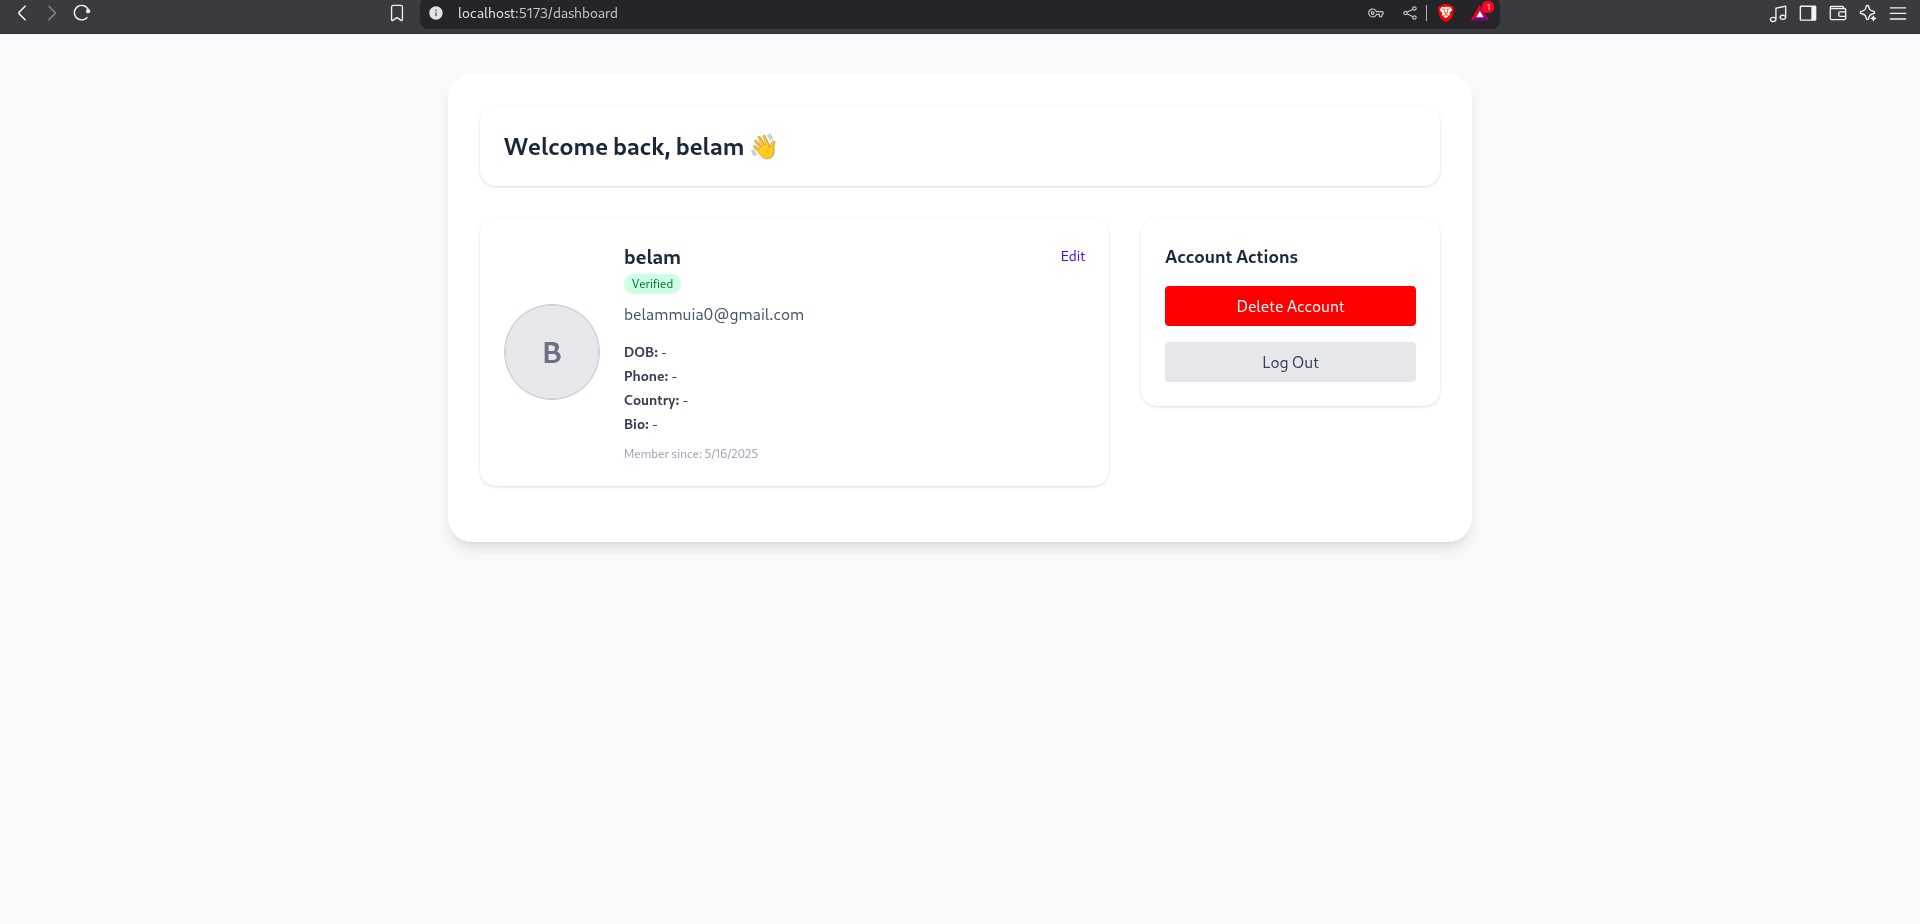 localhost:5173/dashboard
1
Welcome back, belam 👋
belam
Edit
Verified
belammuia0@gmail.com
B
DOB: -
Phone: -
Country: -
Bio: -
Member since: 5/16/2025
Account Actions
Delete Account
Log Out